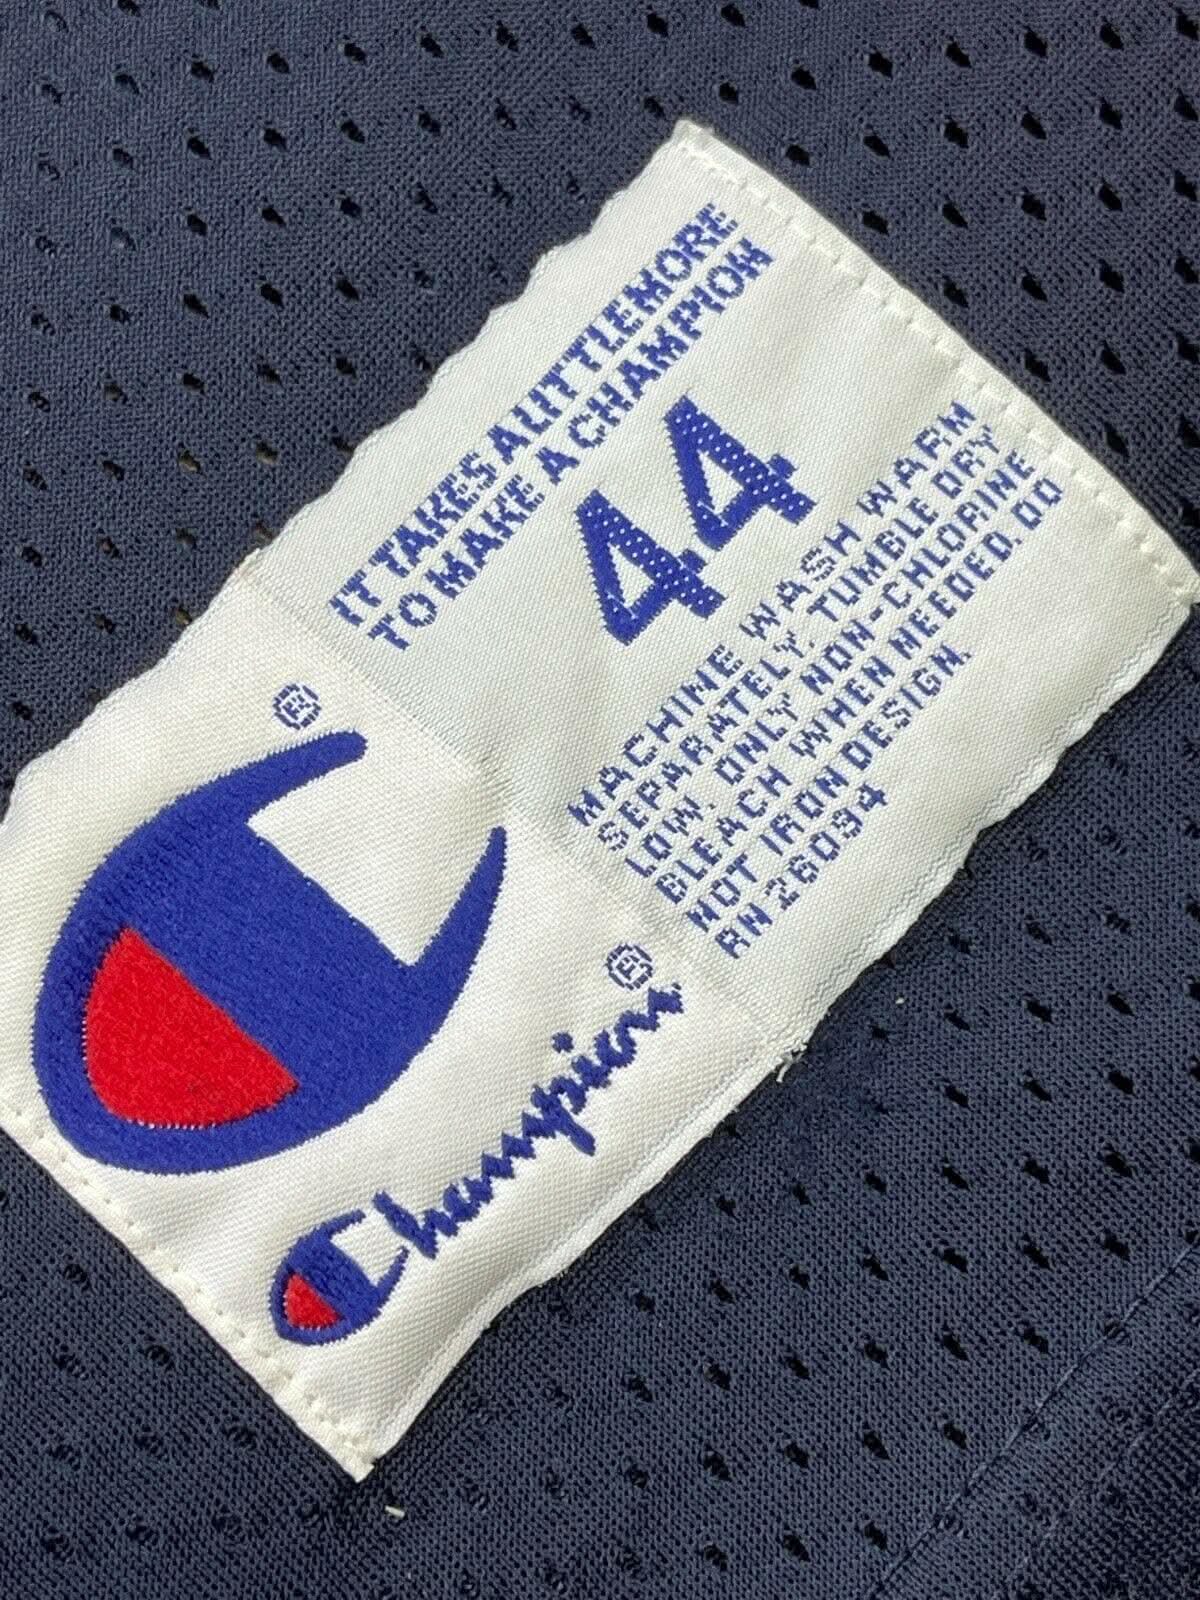 IT TAKES A LITTLE MORE
TO MAKE A CHAMPION
44
MACHINE WASH WARM
SEPARATELY. TUMBLE DRY
LOW. ONLY NON-CHLORINE
BLEACH WHEN NEEDED. DO
NOT IRON DESIGN.
RN 26094
®
Champion®